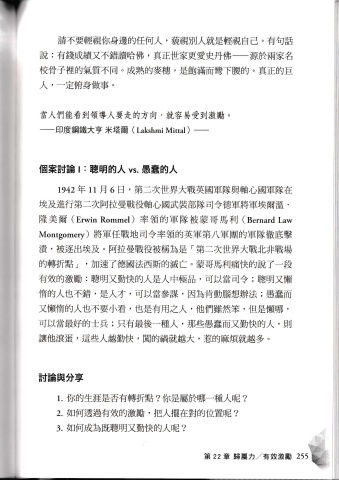 請不要輕視你身邊的任何人，藐視別人就是輕視自己。有句話
說：有錢成績又不錯讀哈佛，真正世家更愛史丹佛——源於兩家名
校骨子裡的氣質不同。成熟的麥穗，是飽滿而彎下腰的。真正的巨
人，一定俯身做事。
當人們能看到領導人要走的方向，就容易受到激勵。
——印度鋼鐵大亨 米塔爾（Lakshmi Mittal）——
個案討論 I：聰明的人 vs. 愚蠢的人
1942 年 11 月 6 日，第二次世界大戰英國軍隊與軸心國軍隊在
埃及進行第二次阿拉曼戰役軸心國武裝部隊司令德軍將軍埃爾溫．
隆美爾（Erwin Rommel）率領的軍隊被蒙哥馬利（Bernard Law
Montgomery）將軍任戰地司令率領的英軍第八軍團的軍隊徹底擊
潰，被逐出埃及。阿拉曼戰役被稱為是「第二次世界大戰北非戰場
的轉折點」，加速了德國法西斯的滅亡。蒙哥馬利痛快的說了一段
有效的激勵：聰明又勤快的人是人中極品，可以當司令；聰明又懶
惰的人也不錯，是人才，可以當參謀，因為肯動腦想辦法；愚蠢而
又懶惰的人也不要小看，也是有用之人，他們雖然笨，但是懶哪，
可以當最好的士兵；只有最後一種人，那些愚蠢而又勤快的人，則
讓他滾蛋，這些人越勤快，闖的禍就越大，惹的麻煩就越多。
討論與分享
1. 你的生涯是否有轉折點？你是屬於哪一種人呢？
2. 如何透過有效的激勵，把人擺在對的位置呢？
3. 如何成為既聰明又勤快的人呢？
第 22 章 歸屬力／有效激勵 255